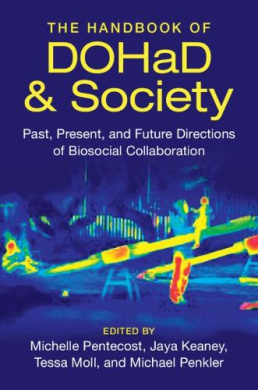 THE HANDBOOK OF
DOHaD
& Society
Past, Present, and Future Directions
of Biosocial Collaboration
EDITED BY
Michelle Pentecost, Jaya Keaney,
Tessa Moll, and Michael Penkler